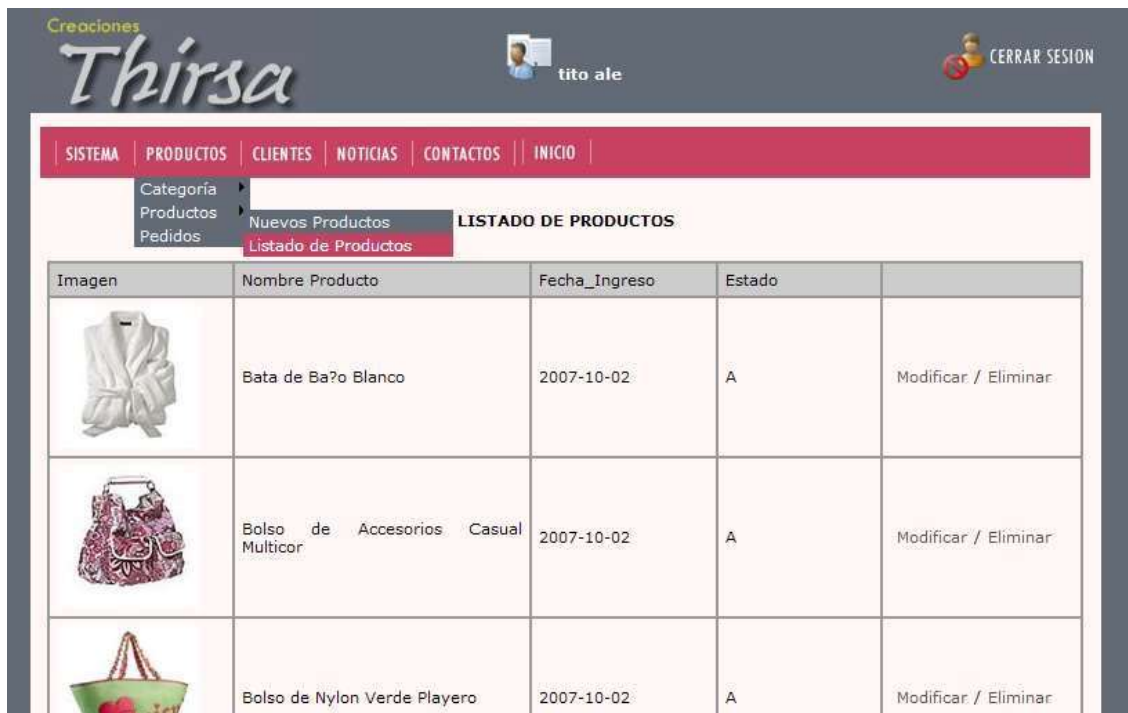 Creaciones
Thirsa
tito ale
CERRAR SESION
SISTEMA PRODUCTOS CLIENTES NOTICIAS CONTACTOS INICIO
Categoría
Productos
Pedidos
Nuevos Productos
Listado de Productos
LISTADO DE PRODUCTOS
Imagen Nombre Producto Fecha_Ingreso Estado
Bata de Ba?o Blanco 2007-10-02 A Modificar / Eliminar
Bolso de Accesorios Casual
Multicor 2007-10-02 A Modificar / Eliminar
Bolso de Nylon Verde Playero 2007-10-02 A Modificar / Eliminar